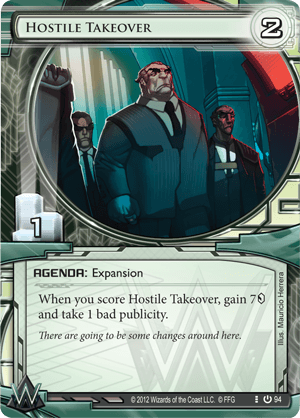 Hostile Takeover
2
1
AGENDA: Expansion
When you score Hostile Takeover, gain 7
and take 1 bad publicity.
There are going to be some changes around here.
Illus. Mauricio Herrera
© 2012 Wizards of the Coast LLC. © FFG
94